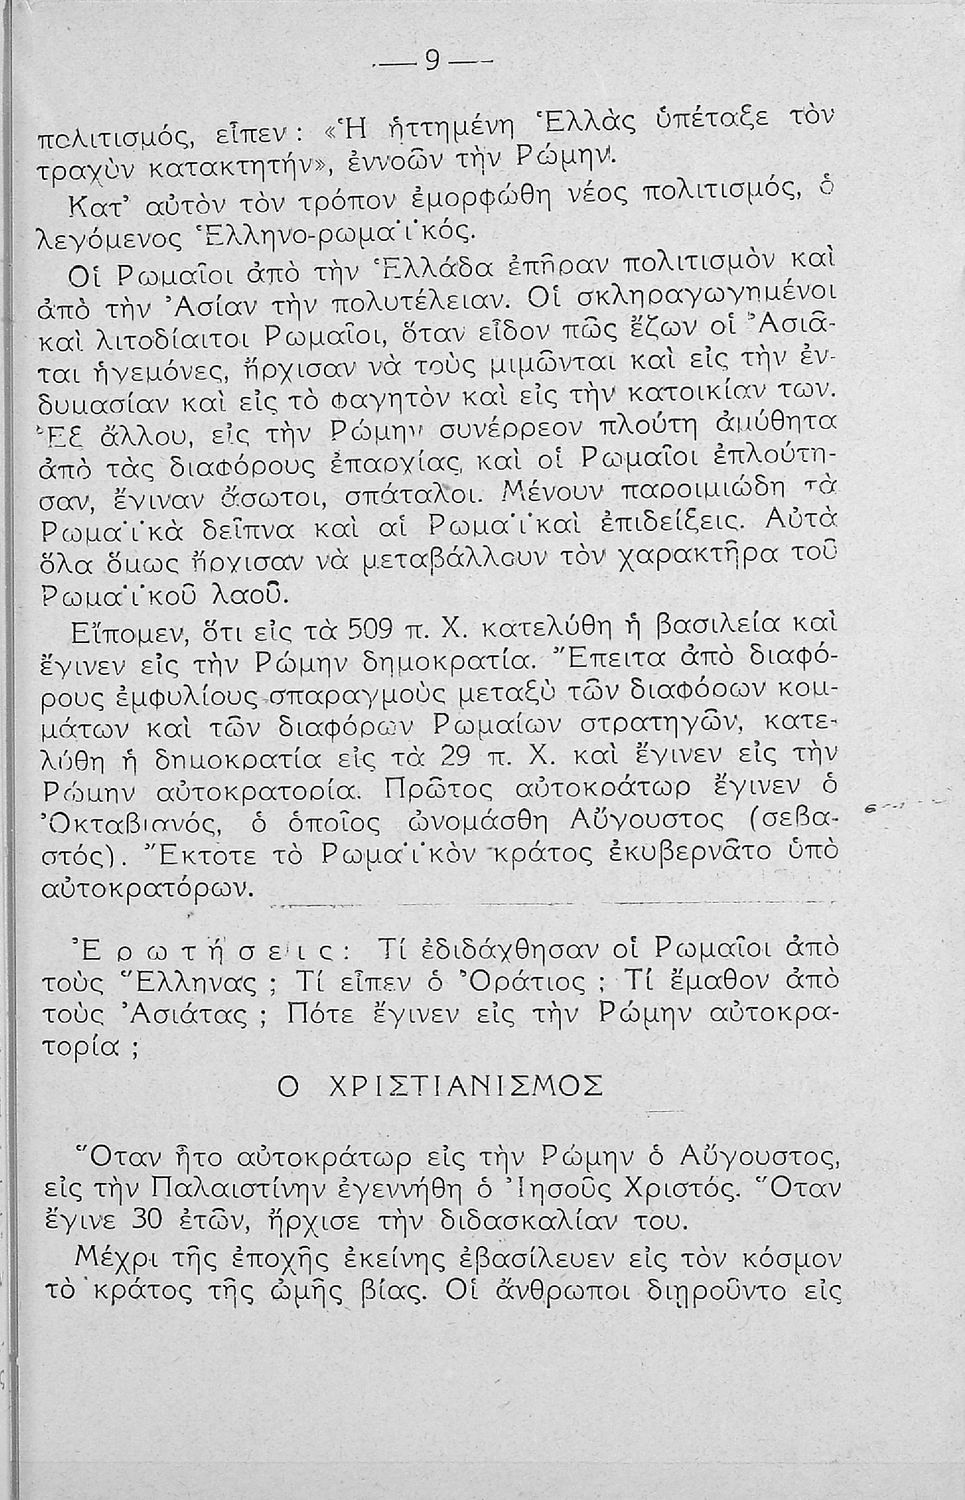 — 9 —
πολιτισμός, εἶπεν : «Ἡ ἡττημένη Ἑλλὰς ὑπέταξε τὸν
τραχὺν κατακτητήν», ἐννοῶν τὴν Ρώμην.
Κατ’ αὐτὸν τὸν τρόπον ἐμορφώθη νέος πολιτισμός, ὁ
λεγόμενος Ἑλληνο-ρωμαϊκός.
Οἱ Ρωμαῖοι ἀπὸ τὴν Ἑλλάδα ἐπῆραν πολιτισμὸν καὶ
ἀπὸ τὴν Ἀσίαν τὴν πολυτέλειαν. Οἱ σκληραγωγημένοι
καὶ λιτοδίαιτοι Ρωμαῖοι, ὅταν εἶδον πῶς ἔζων οἱ Ἀσιᾶ-
ται ἡγεμόνες, ἤρχισαν νὰ τοὺς μιμῶνται καὶ εἰς τὴν ἐν-
δυμασίαν καὶ εἰς τὸ φαγητὸν καὶ εἰς τὴν κατοικίαν των.
Ἐξ ἄλλου, εἰς τὴν Ρώμην συνέρρεον πλούτη ἀμύθητα
ἀπὸ τὰς διαφόρους ἐπαρχίας, καὶ οἱ Ρωμαῖοι ἐπλούτη-
σαν, ἔγιναν ἄσωτοι, σπάταλοι. Μένουν παροιμιώδη τὰ
Ρωμαϊκὰ δεῖπνα καὶ αἱ Ρωμαϊκαὶ ἐπιδείξεις. Αὐτὰ
ὅλα ὅμως ἤρχισαν νὰ μεταβάλλουν τὸν χαρακτῆρα τοῦ
Ρωμαϊκοῦ λαοῦ.
Εἴπομεν, ὅτι εἰς τὰ 509 π. Χ. κατελύθη ἡ βασιλεία καὶ
ἔγινεν εἰς τὴν Ρώμην δημοκρατία. Ἔπειτα ἀπὸ διαφό-
ρους ἐμφυλίους σπαραγμοὺς μεταξὺ τῶν διαφόρων κομ-
μάτων καὶ τῶν διαφόρων Ρωμαίων στρατηγῶν, κατε-
λύθη ἡ δημοκρατία εἰς τὰ 29 π. Χ. καὶ ἔγινεν εἰς τὴν
Ρώμην αὐτοκρατορία. Πρῶτος αὐτοκράτωρ ἔγινεν ὁ
Ὀκταβιανός, ὁ ὁποῖος ὠνομάσθη Αὔγουστος (σεβα-
στός). Ἔκτοτε τὸ Ρωμαϊκὸν κράτος ἐκυβερνᾶτο ὑπὸ
αὐτοκρατόρων.
Ἐ ρ ω τ ή σ ε ι ς : Τί ἐδιδάχθησαν οἱ Ρωμαῖοι ἀπὸ
τοὺς Ἕλληνας ; Τί εἶπεν ὁ Ὁράτιος ; Τί ἔμαθον ἀπὸ
τοὺς Ἀσιάτας ; Πότε ἔγινεν εἰς τὴν Ρώμην αὐτοκρα-
τορία ;
Ο ΧΡΙΣΤΙΑΝΙΣΜΟΣ
Ὅταν ἦτο αὐτοκράτωρ εἰς τὴν Ρώμην ὁ Αὔγουστος,
εἰς τὴν Παλαιστίνην ἐγεννήθη ὁ Ἰησοῦς Χριστός. Ὅταν
ἔγινε 30 ἐτῶν, ἤρχισε τὴν διδασκαλίαν του.
Μέχρι τῆς ἐποχῆς ἐκείνης ἐβασίλευεν εἰς τὸν κόσμον
τὸ κράτος τῆς ὠμῆς βίας. Οἱ ἄνθρωποι διῃροῦντο εἰς